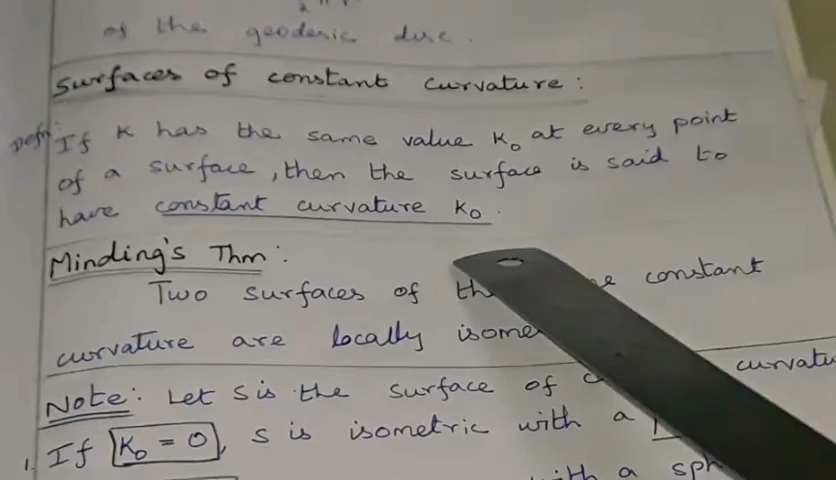 of the geodesic disc.
Surfaces of constant curvature:
Defn: If K has the same value K₀ at every point
of a surface, then the surface is said to
have constant curvature K₀.
Minding's Thm:
Two surfaces of constant
curvature are locally
Note: Let S is the surface of
1. If K₀ = 0, S is isometric with a
with a